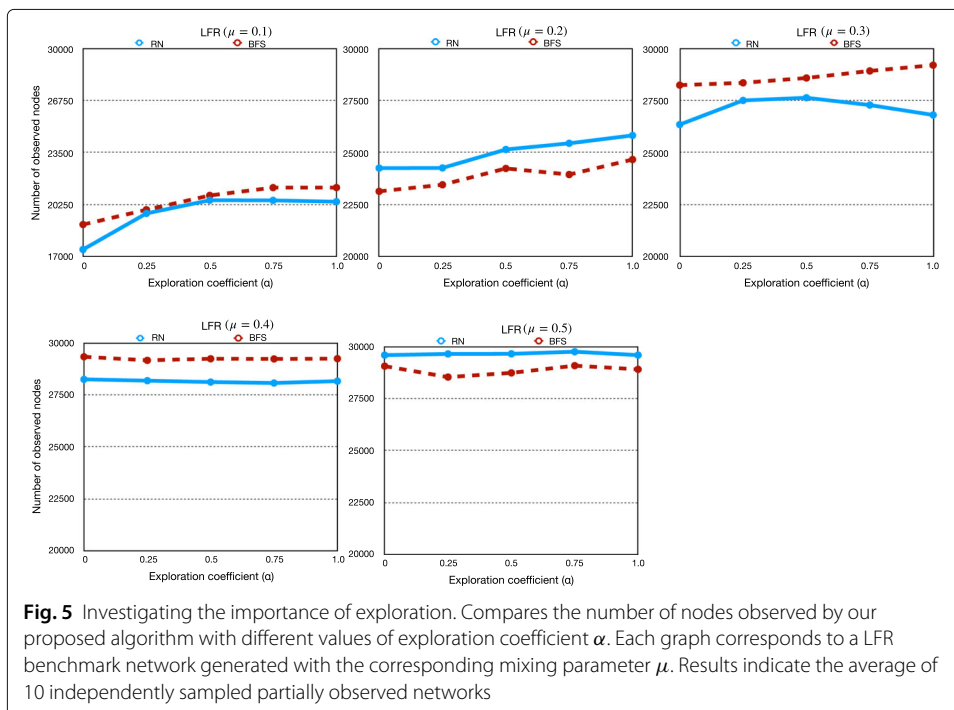 LFR (μ = 0.1)
RN BFS
Number of observed nodes
30000
26750
23500
20250
17000
0 0.25 0.5 0.75 1.0
Exploration coefficient (α)
LFR (μ = 0.2)
RN BFS
30000
27500
25000
22500
20000
0 0.25 0.5 0.75 1.0
Exploration coefficient (α)
LFR (μ = 0.3)
RN BFS
30000
27500
25000
22500
20000
0 0.25 0.5 0.75 1.0
Exploration coefficient (α)
LFR (μ = 0.4)
RN BFS
Number of observed nodes
30000
27500
25000
22500
20000
0 0.25 0.5 0.75 1.0
Exploration coefficient (α)
LFR (μ = 0.5)
RN BFS
30000
27500
25000
22500
20000
0 0.25 0.5 0.75 1.0
Exploration coefficient (α)
Fig. 5 Investigating the importance of exploration. Compares the number of nodes observed by our
proposed algorithm with different values of exploration coefficient α. Each graph corresponds to a LFR
benchmark network generated with the corresponding mixing parameter μ. Results indicate the average of
10 independently sampled partially observed networks